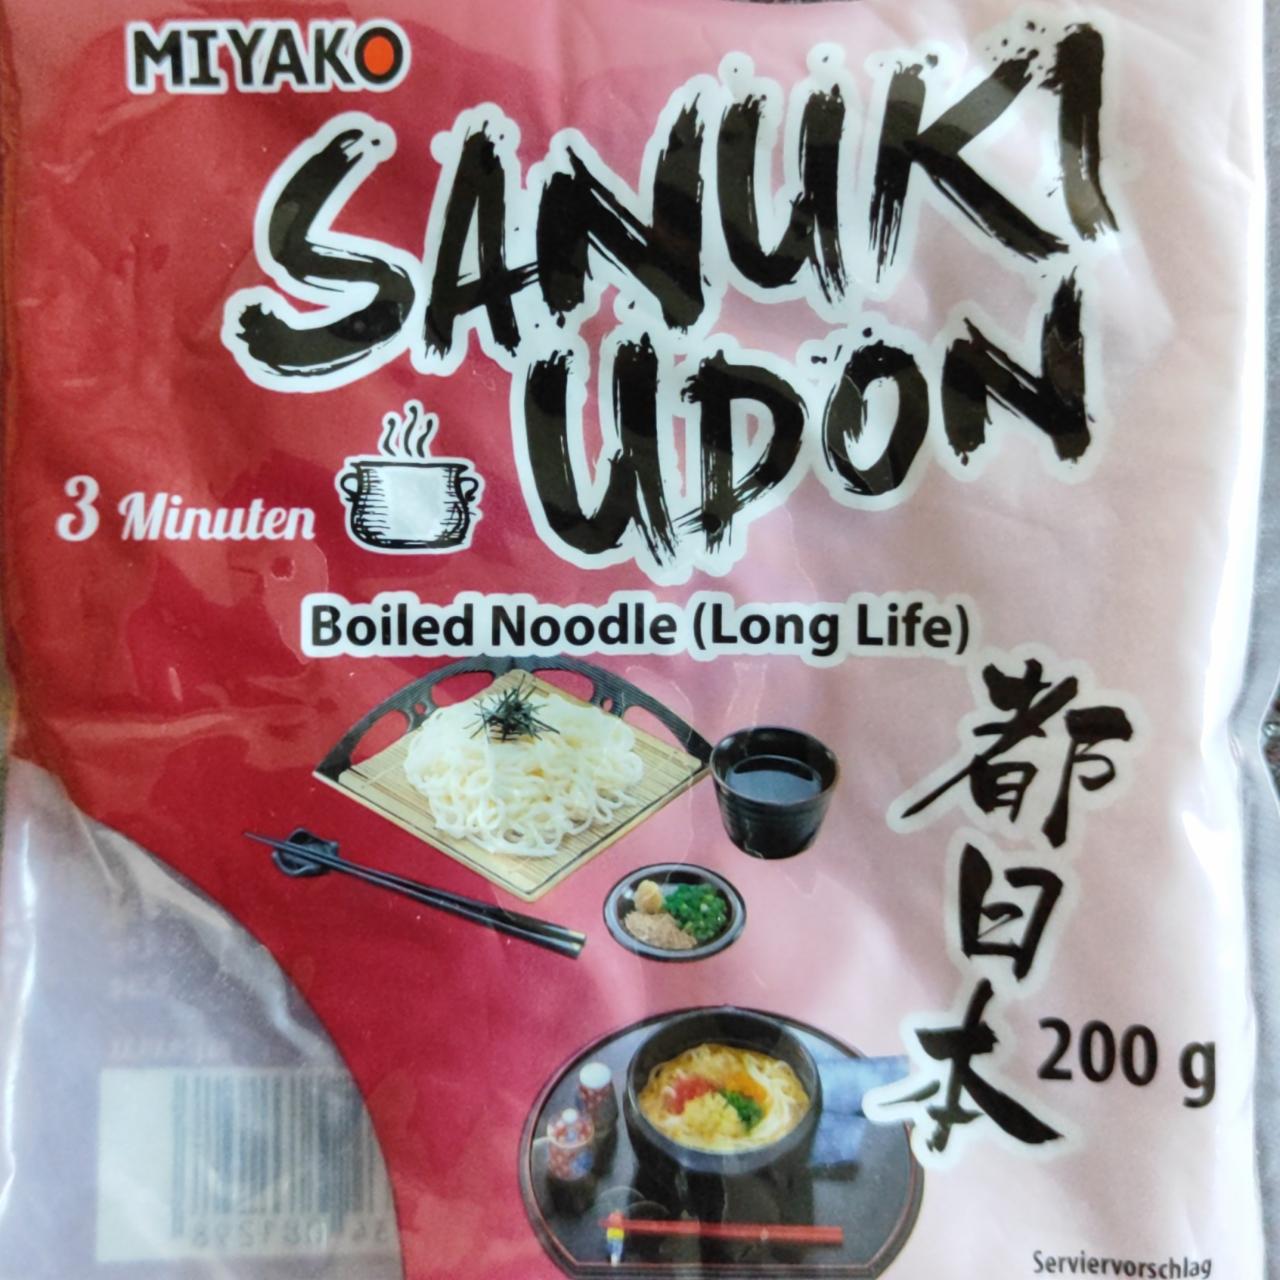 MIYAKO
SANUKI
UDON
3 Minuten
Boiled Noodle (Long Life)
都
日
本
200 g
Serviervorschlag